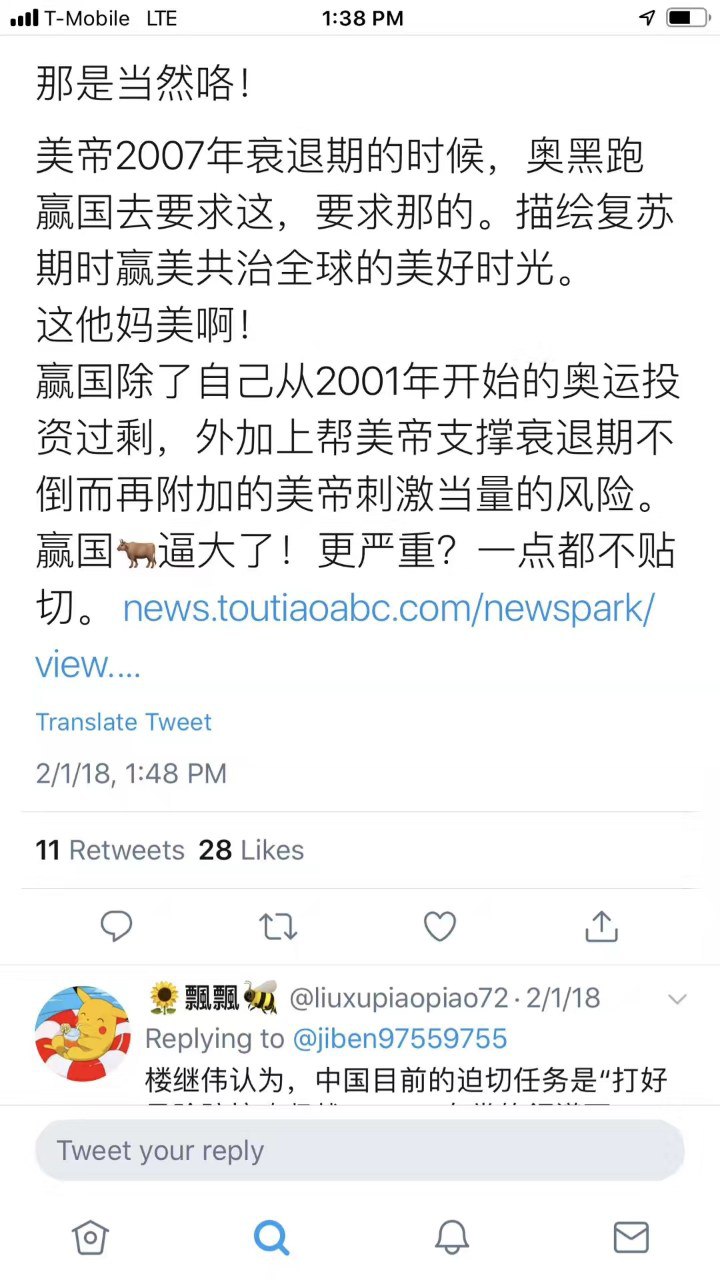 T-Mobile LTE 1:38 PM
那是当然咯！
美帝2007年衰退期的时候，奥黑跑
赢国去要求这，要求那的。描绘复苏
期时赢美共治全球的美好时光。
这他妈美啊！
赢国除了自己从2001年开始的奥运投
资过剩，外加上帮美帝支撑衰退期不
倒而再附加的美帝刺激当量的风险。
赢国🐂逼大了！更严重？一点都不贴
切。news.toutiaoabc.com/newspark/
view....
Translate Tweet
2/1/18, 1:48 PM
11 Retweets 28 Likes
🌻飄飄🐝 @liuxupiaopiao72 · 2/1/18
Replying to @jiben97559755
楼继伟认为，中国目前的迫切任务是“打好
Tweet your reply